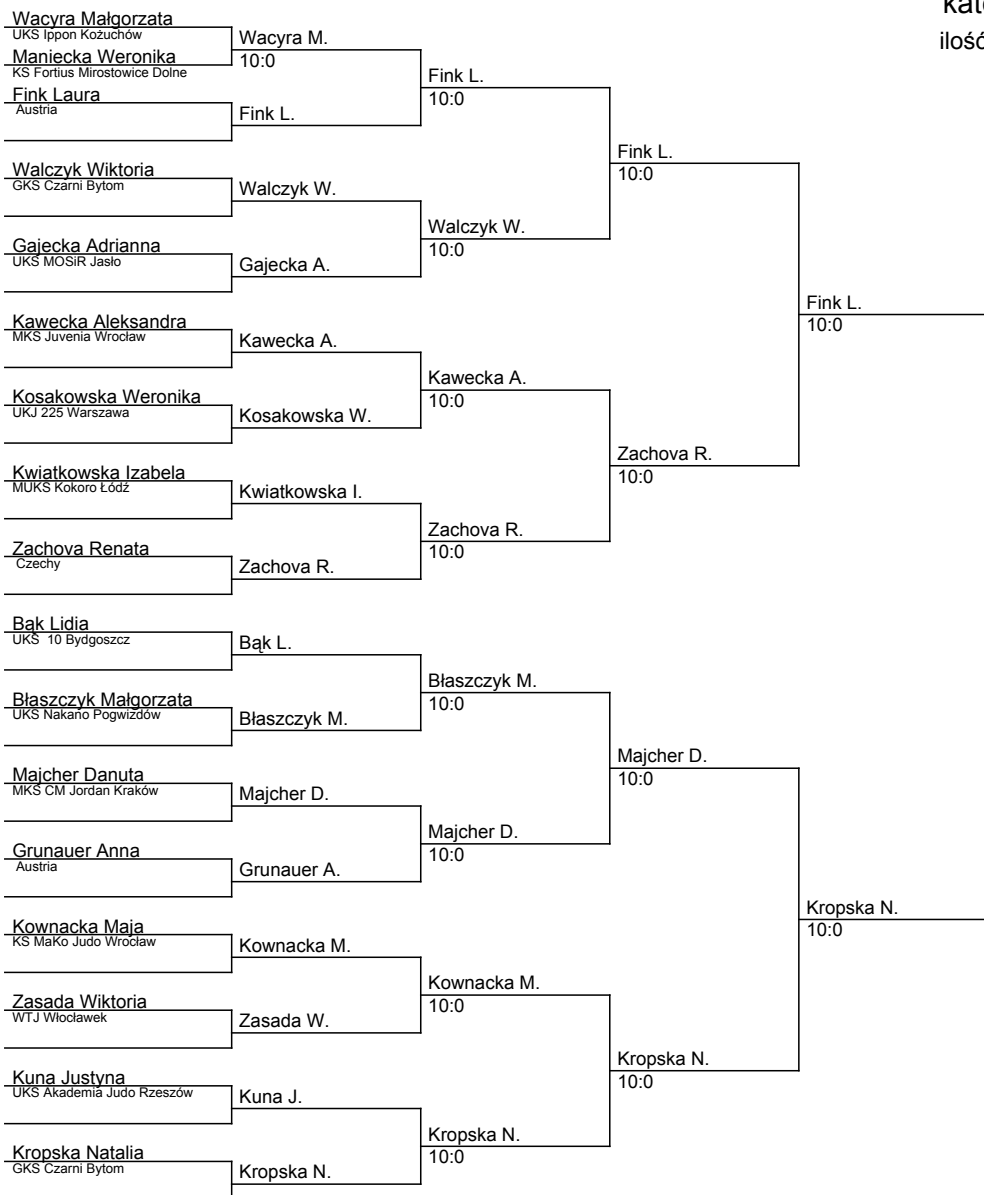 kate
ilość
Wacyra Małgorzata
UKS Ippon Kożuchów
Maniecka Weronika
KS Fortius Mirostowice Dolne
Fink Laura
Austria
Walczyk Wiktoria
GKS Czarni Bytom
Gajecka Adrianna
UKS MOSiR Jasło
Kawecka Aleksandra
MKS Juvenia Wrocław
Kosakowska Weronika
UKJ 225 Warszawa
Kwiatkowska Izabela
MUKS Kokoro Łódź
Zachova Renata
Czechy
Bąk Lidia
UKS 10 Bydgoszcz
Błaszczyk Małgorzata
UKS Nakano Pogwizdów
Majcher Danuta
MKS CM Jordan Kraków
Grunauer Anna
Austria
Kownacka Maja
KS MaKo Judo Wrocław
Zasada Wiktoria
WTJ Włocławek
Kuna Justyna
UKS Akademia Judo Rzeszów
Kropska Natalia
GKS Czarni Bytom
Wacyra M.
10:0
Fink L.
Walczyk W.
Gajecka A.
Kawecka A.
Kosakowska W.
Kwiatkowska I.
Zachova R.
Bąk L.
Błaszczyk M.
Majcher D.
Grunauer A.
Kownacka M.
Zasada W.
Kuna J.
Kropska N.
Fink L.
10:0
Walczyk W.
10:0
Kawecka A.
10:0
Zachova R.
10:0
Błaszczyk M.
10:0
Majcher D.
10:0
Kownacka M.
10:0
Kropska N.
10:0
Fink L.
10:0
Zachova R.
10:0
Majcher D.
10:0
Kropska N.
10:0
Fink L.
10:0
Kropska N.
10:0